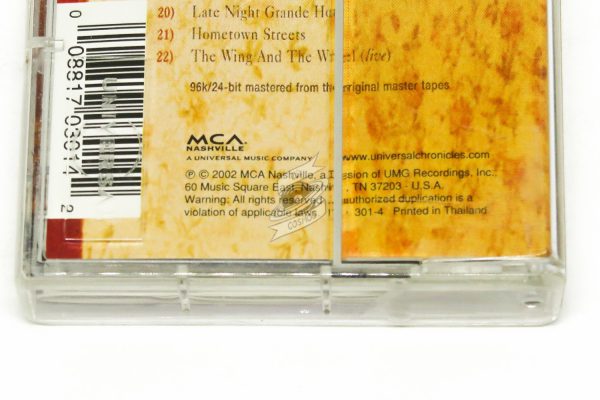 20) Late Night Grande
21) Hometown Streets
22) The Wing And The Wheel (live)
96k/24-bit mastered from the original master tapes
MCA
NASHVILLE
A UNIVERSAL MUSIC COMPANY
www.universalchronicles.com
℗ © 2002 MCA Nashville, a Division of UMG Recordings, Inc.,
60 Music Square East, Nashville, TN 37203 - U.S.A.
Warning: All rights reserved. authorized duplication is a
violation of applicable laws 301-4 Printed in Thailand
0 08817 03014 2